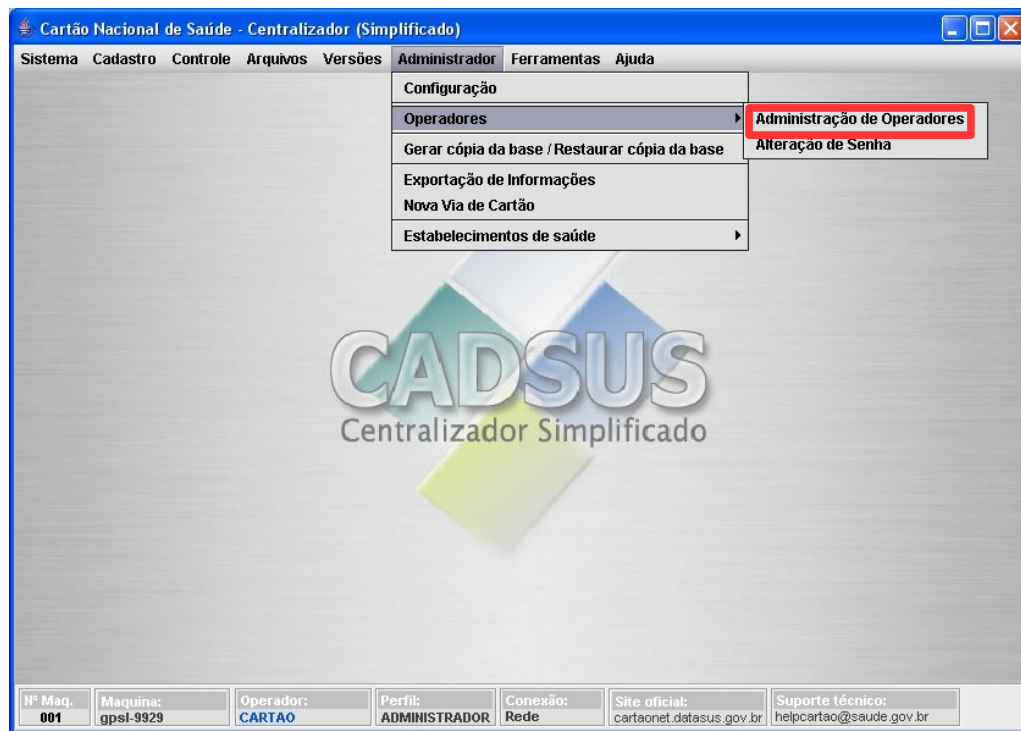 Cartão Nacional de Saúde - Centralizador (Simplificado)
Sistema Cadastro Controle Arquivos Versões Administrador Ferramentas Ajuda
Configuração
Operadores
Administração de Operadores
Alteração de Senha
Gerar cópia da base / Restaurar cópia da base
Exportação de Informações
Nova Via de Cartão
Estabelecimentos de saúde
CADSUS
Centralizador Simplificado
Nº Maq. Maquina: Operador: Perfil: Conexão: Site oficial: Suporte técnico:
001 gpsl-9929 CARTAO ADMINISTRADOR Rede cartaonet.datasus.gov.br helpcartao@saude.gov.br